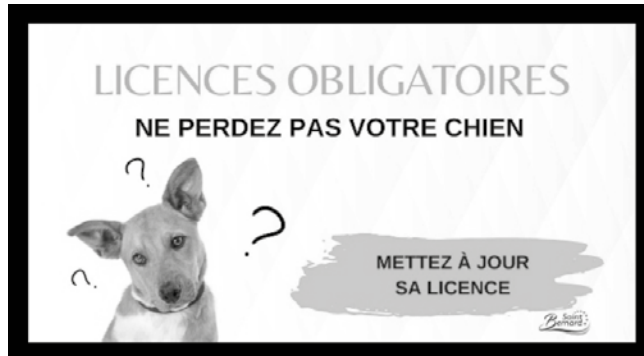 LICENCES OBLIGATOIRES
NE PERDEZ PAS VOTRE CHIEN
?
?
?
METTEZ À JOUR
SA LICENCE
Saint
Bernard